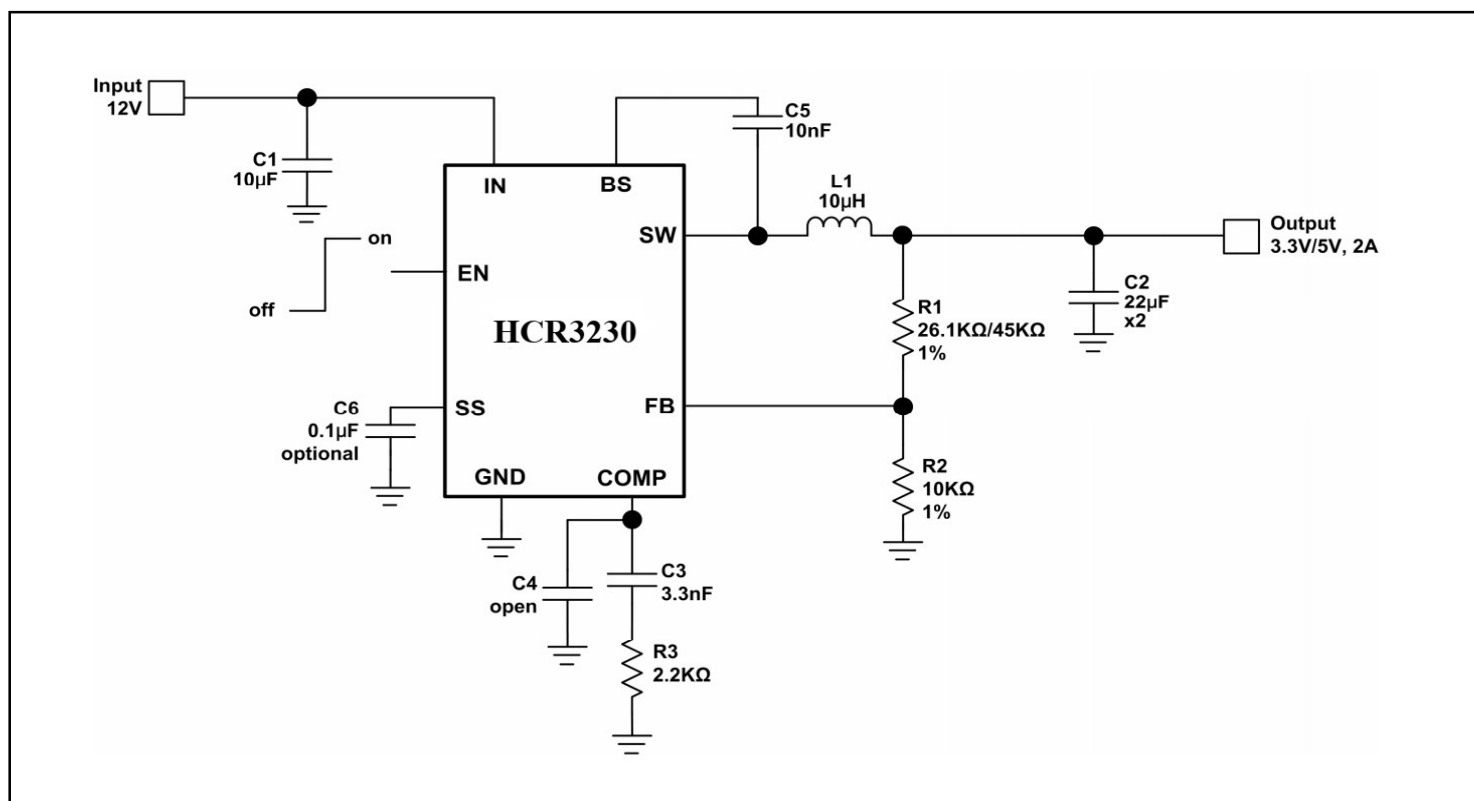 Input
12V
C1
10µF
on
off
EN
IN
BS
SW
HCR3230
SS
FB
GND
COMP
C5
10nF
L1
10µH
Output
3.3V/5V, 2A
C2
22µF
x2
R1
26.1KΩ/45KΩ
1%
R2
10KΩ
1%
C6
0.1µF
optional
C4
open
C3
3.3nF
R3
2.2KΩ